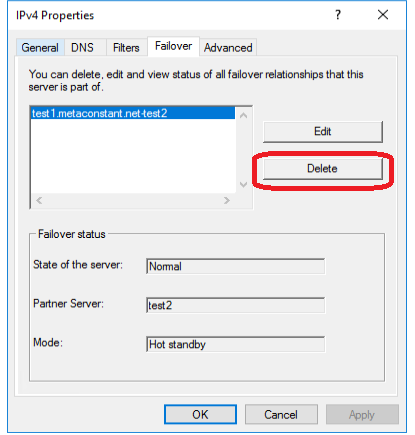 IPv4 Properties
? ×
General DNS Filters Failover Advanced
You can delete, edit and view status of all failover relationships that this
server is part of.
test1.metaconstant.net-test2
Edit
Delete
Failover status
State of the server: Normal
Partner Server: test2
Mode: Hot standby
OK Cancel Apply